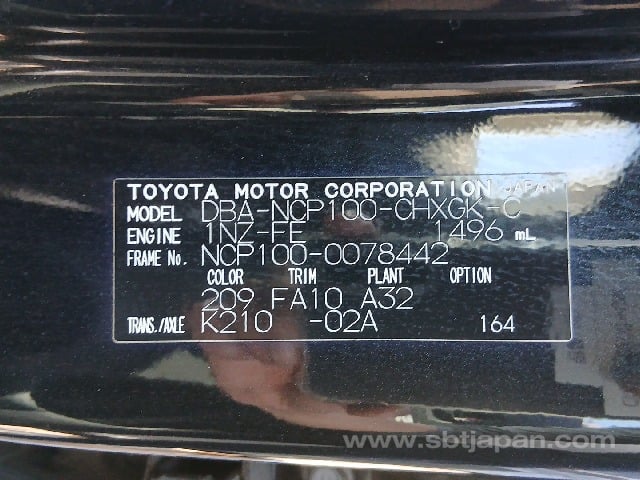 TOYOTA MOTOR CORPORATION JAPAN
MODEL DBA-NCP100-CHXGK-C
ENGINE 1NZ-FE 1496 mL
FRAME No. NCP100-0078442
COLOR TRIM PLANT OPTION
209 FA10 A32
TRANS./AXLE K210 -02A 164
www.sbtjapan.com